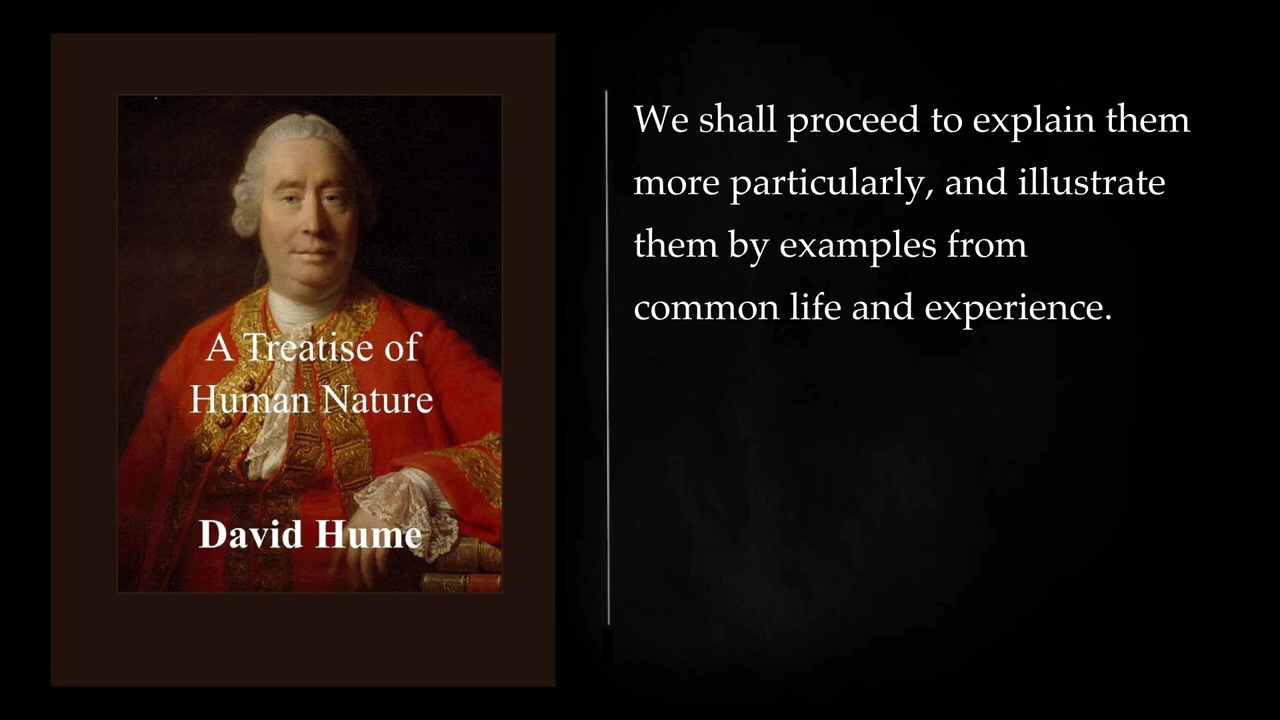 A Treatise of
Human Nature
David Hume
We shall proceed to explain them
more particularly, and illustrate
them by examples from
common life and experience.